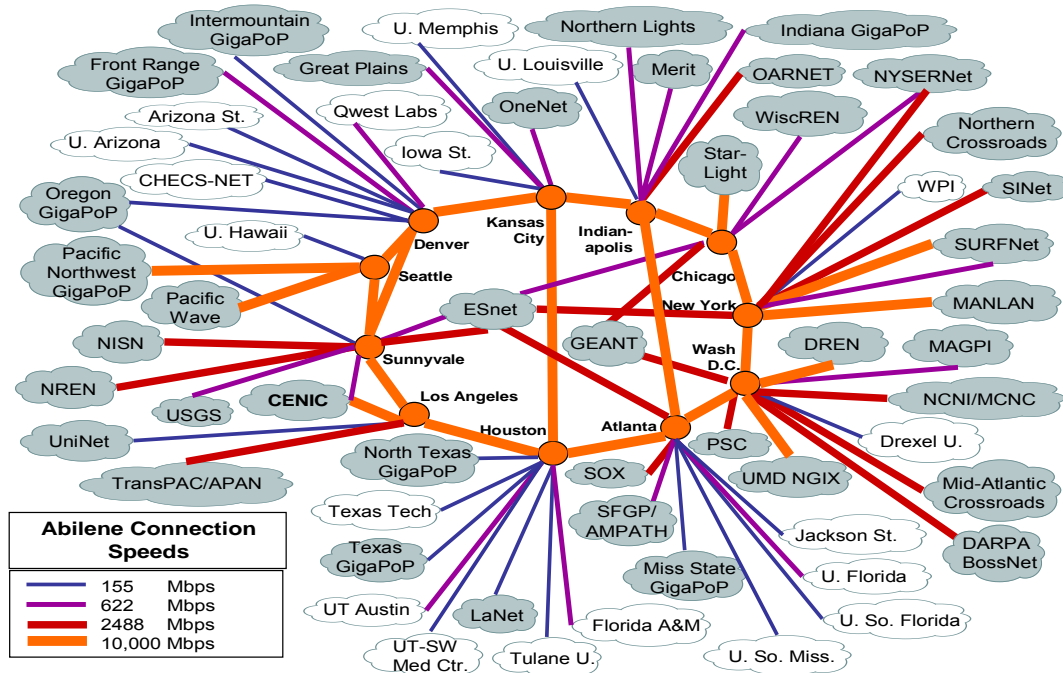 Intermountain
GigaPoP
U. Memphis
Northern Lights
Indiana GigaPoP
Front Range
GigaPoP
Great Plains
U. Louisville
Merit
OARNET
NYSERNet
Qwest Labs
OneNet
WiscREN
Arizona St.
Northern
Crossroads
U. Arizona
Iowa St.
Star-
Light
CHECS-NET
WPI
SINet
Oregon
GigaPoP
U. Hawaii
Denver
Kansas
City
Indian-
apolis
SURFNet
Pacific
Northwest
GigaPoP
Seattle
Chicago
Pacific
Wave
ESnet
New York
MANLAN
NISN
Sunnyvale
GEANT
Wash
D.C.
DREN
MAGPI
NREN
USGS
CENIC
Los Angeles
NCNI/MCNC
UniNet
Houston
Atlanta
PSC
Drexel U.
North Texas
GigaPoP
SOX
UMD NGIX
TransPAC/APAN
Mid-Atlantic
Crossroads
Texas Tech
SFGP/
AMPATH
Jackson St.
DARPA
BossNet
Texas
GigaPoP
Miss State
GigaPoP
U. Florida
UT Austin
LaNet
Florida A&M
U. So. Florida
UT-SW
Med Ctr.
Tulane U.
U. So. Miss.
Abilene Connection
Speeds
155 Mbps
622 Mbps
2488 Mbps
10,000 Mbps